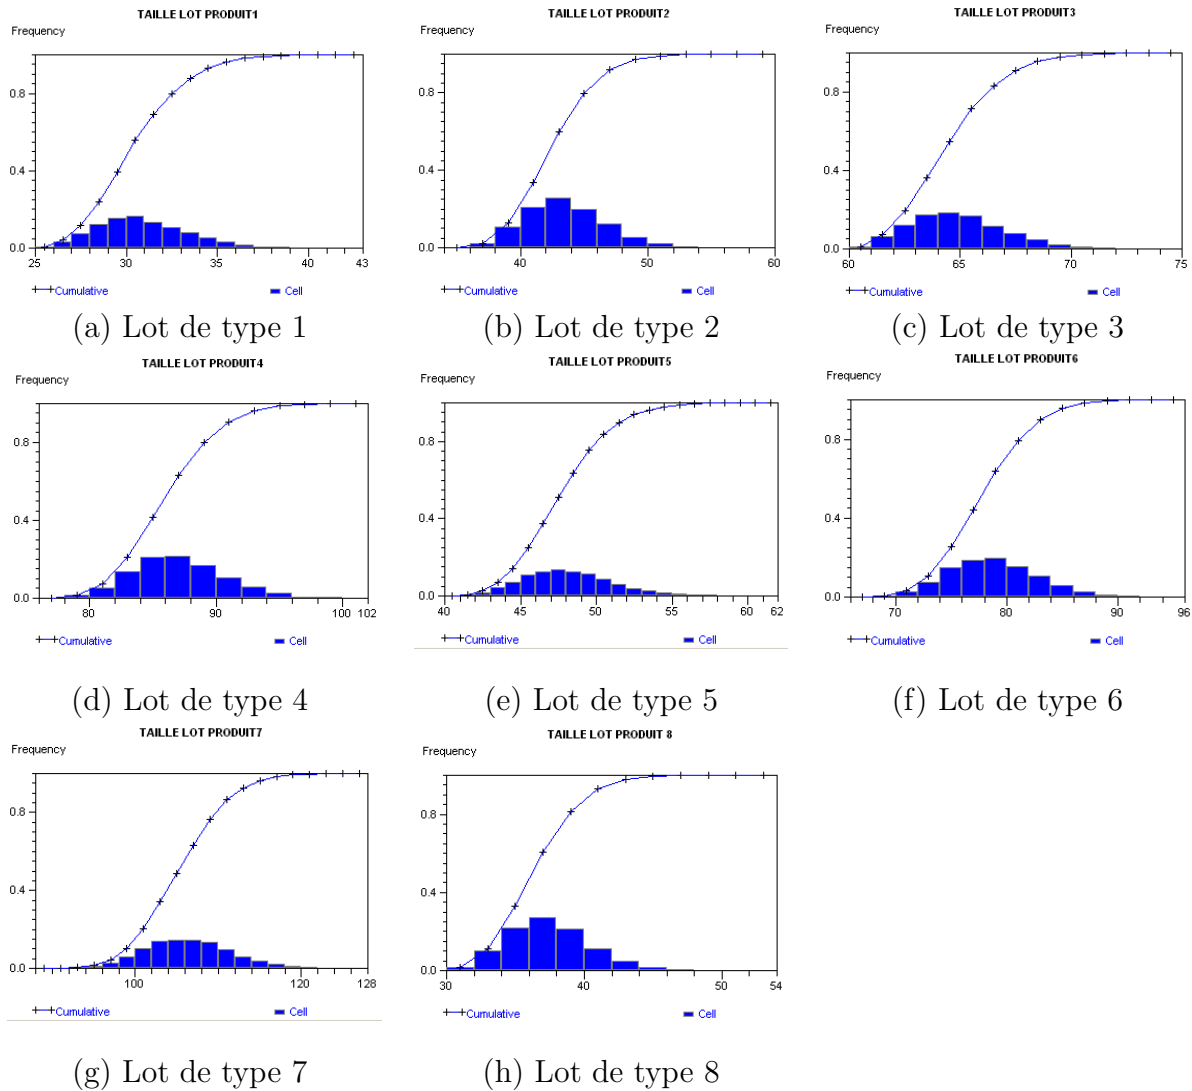 TAILLE LOT PRODUIT1
Frequency
0.8
0.4
0.0
25 30 35 40 43
Cumulative Cell
(a) Lot de type 1
TAILLE LOT PRODUIT2
0.8
0.4
0.0
40 50 60
Cumulative Cell
(b) Lot de type 2
TAILLE LOT PRODUIT3
Frequency
0.8
0.4
0.0
60 65 70 75
Cumulative Cell
(c) Lot de type 3
TAILLE LOT PRODUIT4
Frequency
0.8
0.4
0.0
80 90 100 102
Cumulative Cell
(d) Lot de type 4
TAILLE LOT PRODUIT5
Frequency
0.8
0.4
0.0
40 45 50 55 60 62
Cumulative Cell
(e) Lot de type 5
TAILLE LOT PRODUIT6
Frequency
0.8
0.4
0.0
70 80 90 96
Cumulative Cell
(f) Lot de type 6
TAILLE LOT PRODUIT7
Frequency
0.8
0.4
0.0
100 120 128
Cumulative Cell
(g) Lot de type 7
TAILLE LOT PRODUIT 8
Frequency
0.8
0.4
0.0
30 40 50 54
Cumulative Cell
(h) Lot de type 8